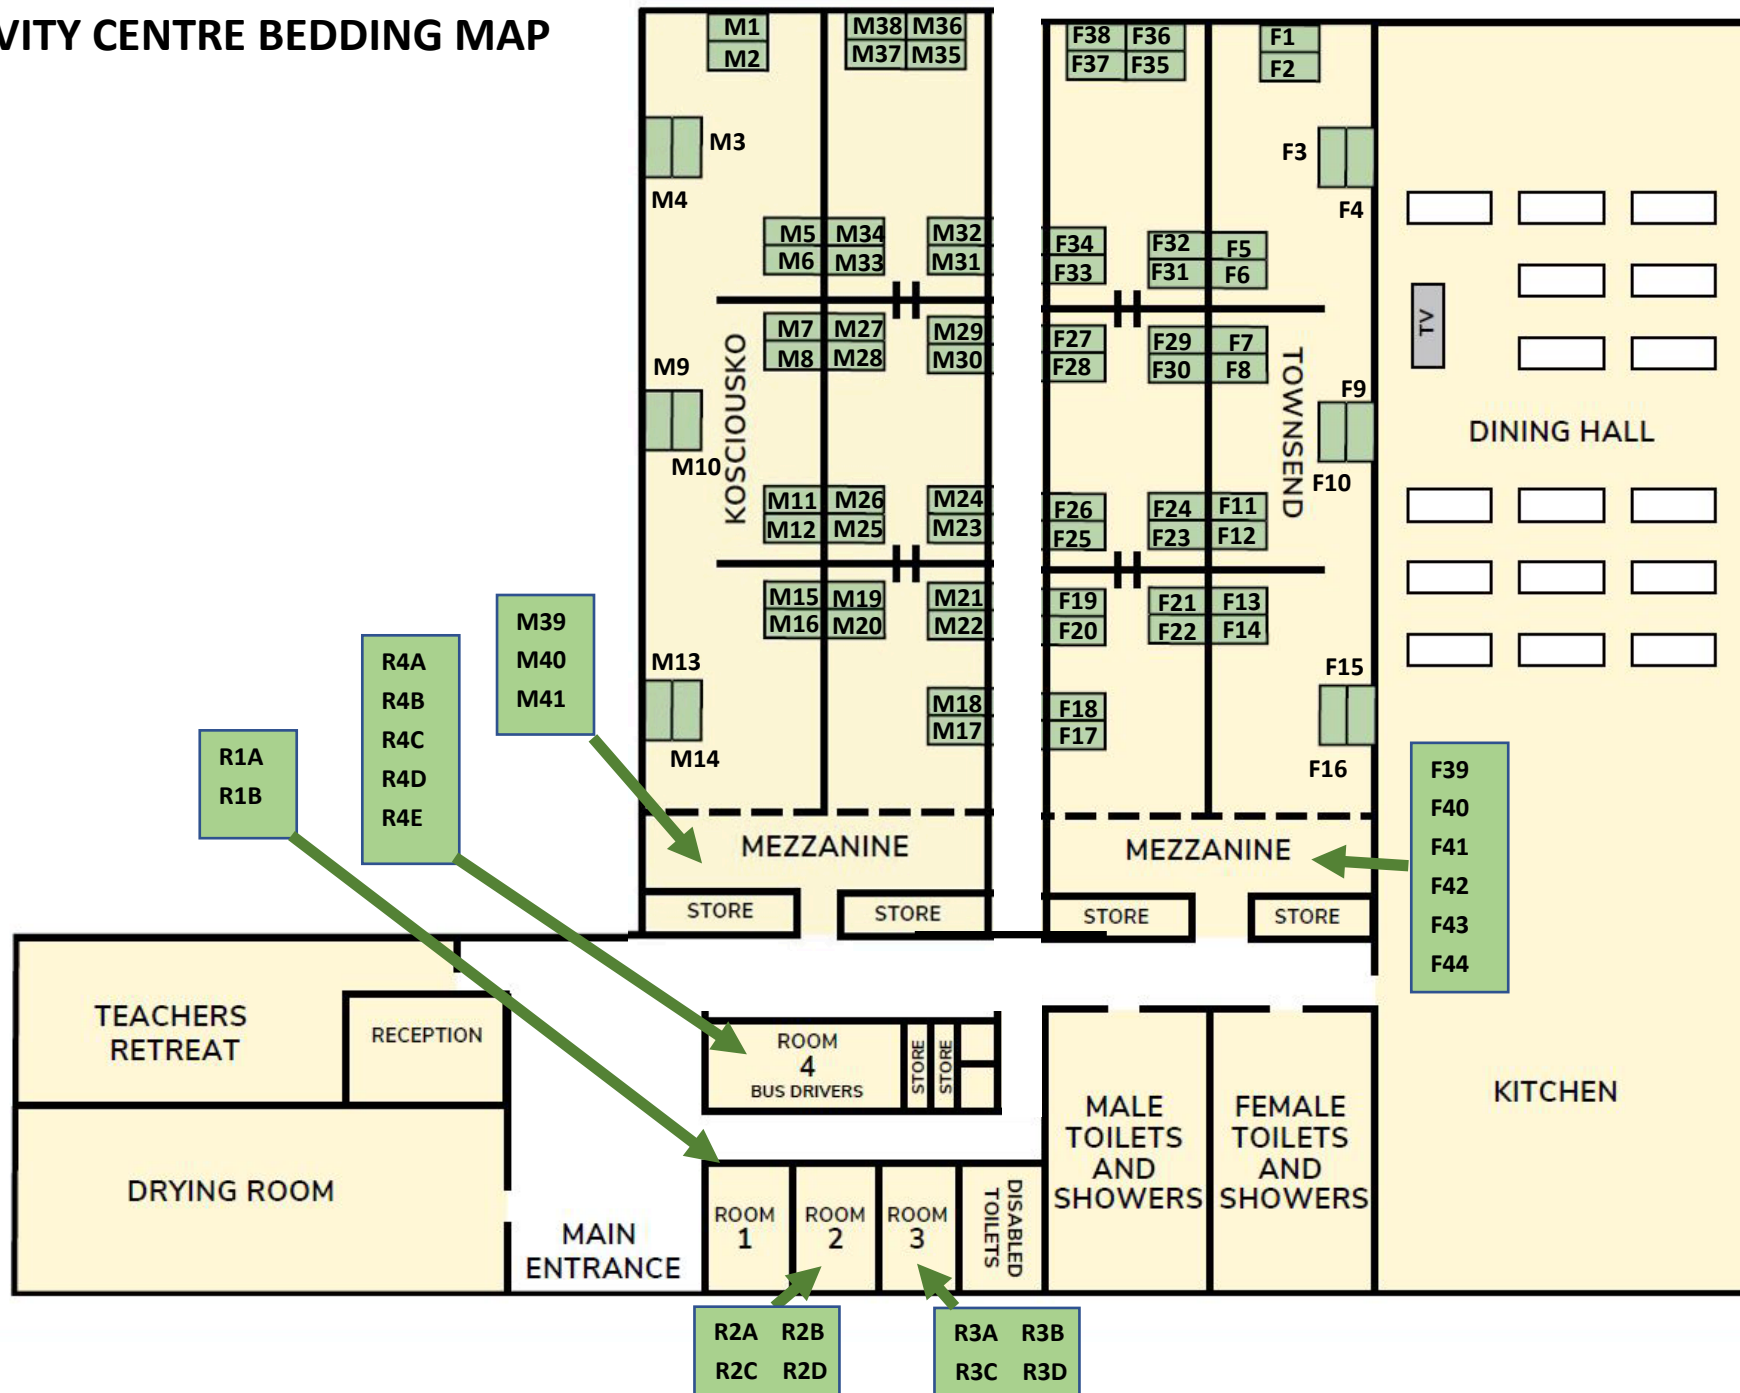 VITY CENTRE BEDDING MAP
M1
M2
M38 M36
M37 M35
F38 F36
F37 F35
F1
F2
M3
M4
F3
F4
M5 M34
M6 M33
M32
M31
F34
F33
F32 F5
F31 F6
M7 M27
M8 M28
M29
M30
F27
F28
F29 F7
F30 F8
TV
M9
M10
KOSCIOUSKO
TOWNSEND
F9
F10
DINING HALL
M11 M26
M12 M25
M24
M23
F26
F25
F24 F11
F23 F12
M15 M19
M16 M20
M21
M22
F19
F20
F21 F13
F22 F14
M13
M14
M18
M17
F18
F17
F15
F16
M39
M40
M41
R4A
R4B
R4C
R4D
R4E
R1A
R1B
F39
F40
F41
F42
F43
F44
MEZZANINE
MEZZANINE
STORE
STORE
STORE
STORE
TEACHERS
RETREAT
RECEPTION
ROOM
4
BUS DRIVERS
STORE
STORE
KITCHEN
MALE
TOILETS
AND
SHOWERS
FEMALE
TOILETS
AND
SHOWERS
DRYING ROOM
MAIN
ENTRANCE
ROOM
1
ROOM
2
ROOM
3
DISABLED
TOILETS
R2A R2B
R2C R2D
R3A R3B
R3C R3D